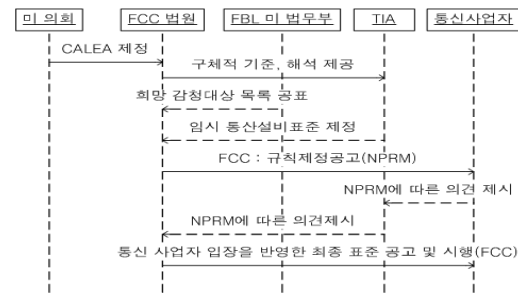 미 의회 FCC 법원 FBL 미 법무부 TIA 통신사업자
CALEA 제정
구체적 기준, 해석 제공
희망 감청대상 목록 공표
임시 통산설비표준 제정
FCC : 규칙제정공고(NPRM)
NPRM에 따른 의견 제시
NPRM에 따른 의견제시
통신 사업자 입장을 반영한 최종 표준 공고 및 시행(FCC)